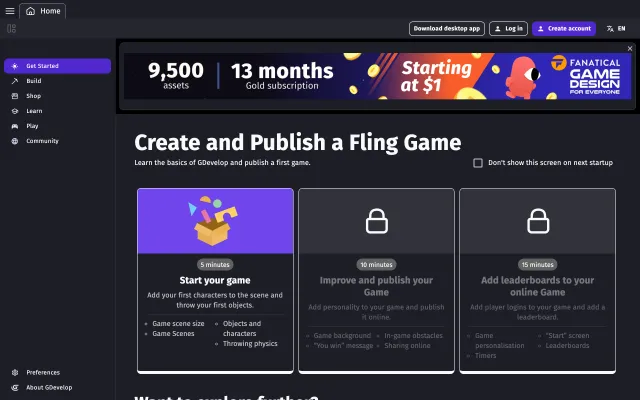 Home
Download desktop app
Log in
Create account
EN
Get Started
Build
Shop
Learn
Play
Community
Preferences
About GDevelop
9,500
assets
13 months
Gold subscription
Starting
at $1
FANATICAL
GAME
DESIGN
FOR EVERYONE
Create and Publish a Fling Game
Learn the basics of GDevelop and publish a first game.
Don't show this screen on next startup
5 minutes
Start your game
Add your first characters to the scene and
throw your first objects.
Game scene size
Game Scenes
Objects and
characters
Throwing physics
10 minutes
Improve and publish your
Game
Add personality to your game and publish
it online.
Game background
"You win" message
In-game obstacles
Sharing online
15 minutes
Add leaderboards to your
online Game
Add player logins to your game and add a
leaderboard.
Game
personalisation
Timers
"Start" screen
Leaderboards
Want to explore further?